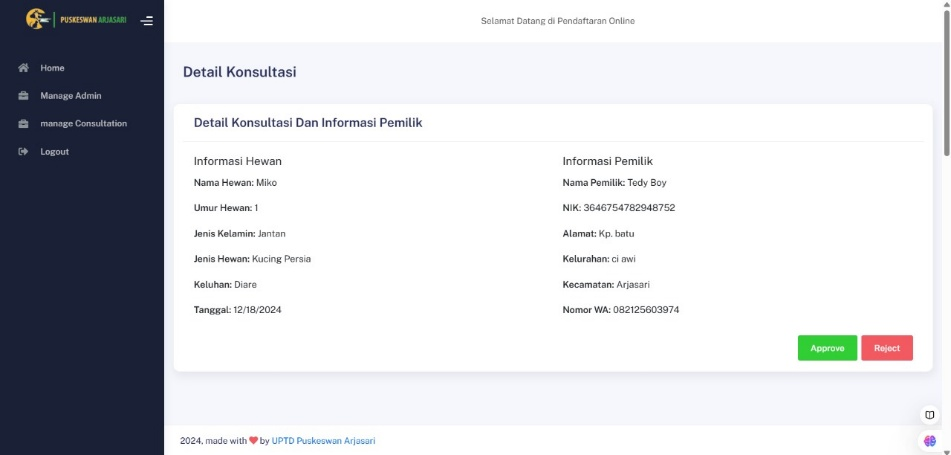 PUSKESWAN ARJASARI
Selamat Datang di Pendaftaran Online
Home
Manage Admin
manage Consultation
Logout
Detail Konsultasi
Detail Konsultasi Dan Informasi Pemilik
Informasi Hewan
Nama Hewan: Miko
Umur Hewan: 1
Jenis Kelamin: Jantan
Jenis Hewan: Kucing Persia
Keluhan: Diare
Tanggal: 12/18/2024
Informasi Pemilik
Nama Pemilik: Tedy Boy
NIK: 3646754782948752
Alamat: Kp. batu
Kelurahan: ci awi
Kecamatan: Arjasari
Nomor WA: 082125603974
Approve
Reject
2024, made with ❤ by UPTD Puskeswan Arjasari